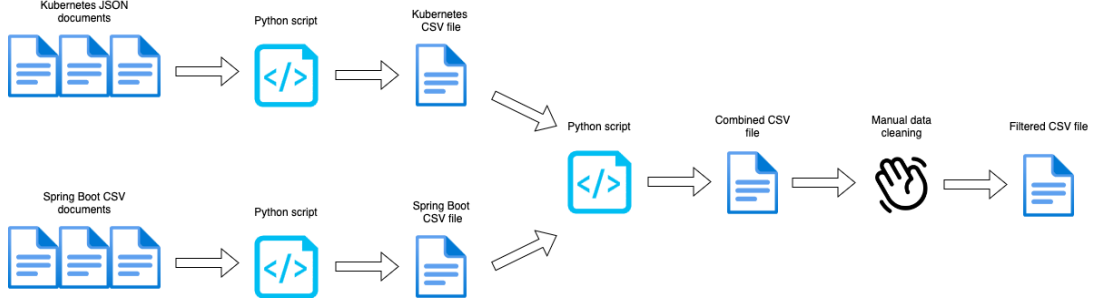 Kubernetes JSON
documents
Python script
</>
Kubernetes
CSV file
Spring Boot CSV
documents
Python script
</>
Spring Boot
CSV file
Python script
</>
Combined CSV
file
Manual data
cleaning
Filtered CSV file